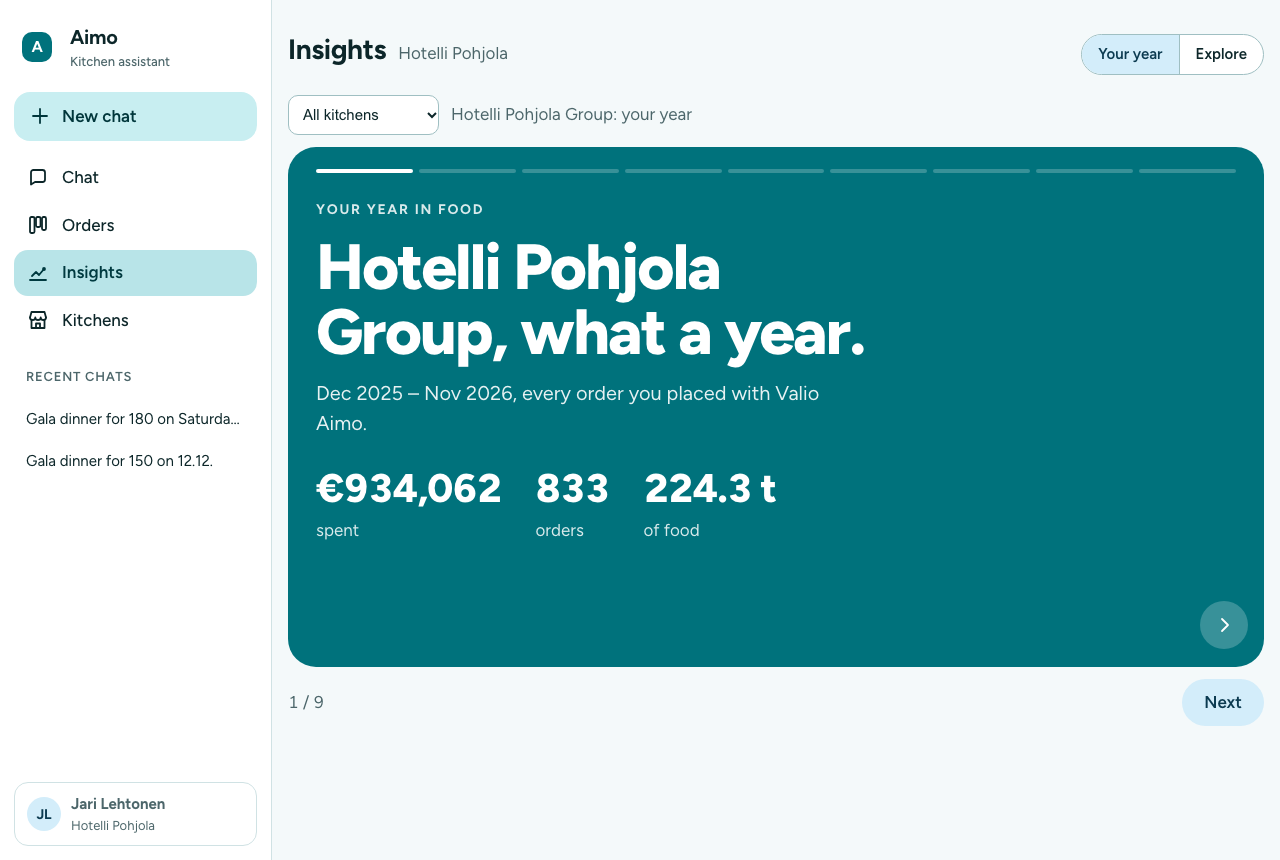 A
Aimo
Kitchen assistant
New chat
Chat
Orders
Insights
Kitchens
RECENT CHATS
Gala dinner for 180 on Saturda...
Gala dinner for 150 on 12.12.
JL
Jari Lehtonen
Hotelli Pohjola
Insights
Hotelli Pohjola
Your year
Explore
All kitchens
Hotelli Pohjola Group: your year
YOUR YEAR IN FOOD
Hotelli Pohjola
Group, what a year.
Dec 2025 – Nov 2026, every order you placed with Valio
Aimo.
€934,062 833 224.3 t
spent orders of food
1 / 9
Next